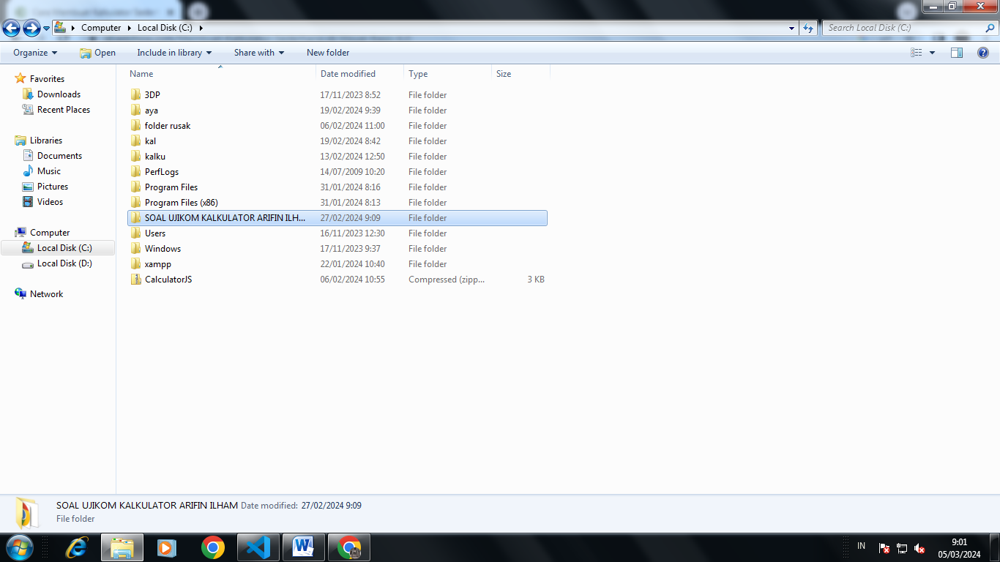 Computer Local Disk (C:)
Search Local Disk (C:)
Organize Open Include in library Share with New folder
Name Date modified Type Size
Favorites
Downloads
Recent Places
Libraries
Documents
Music
Pictures
Videos
Computer
Local Disk (C:)
Local Disk (D:)
Network
3DP 17/11/2023 8:52 File folder
aya 19/02/2024 9:39 File folder
folder rusak 06/02/2024 11:00 File folder
kal 19/02/2024 8:42 File folder
kalku 13/02/2024 12:50 File folder
PerfLogs 14/07/2009 10:20 File folder
Program Files 31/01/2024 8:16 File folder
Program Files (x86) 31/01/2024 8:13 File folder
SOAL UJIKOM KALKULATOR ARIFIN ILH... 27/02/2024 9:09 File folder
Users 16/11/2023 12:30 File folder
Windows 17/11/2023 9:37 File folder
xampp 22/01/2024 10:40 File folder
CalculatorJS 06/02/2024 10:55 Compressed (zipp... 3 KB
SOAL UJIKOM KALKULATOR ARIFIN ILHAM Date modified: 27/02/2024 9:09
File folder
IN
9:01
05/03/2024